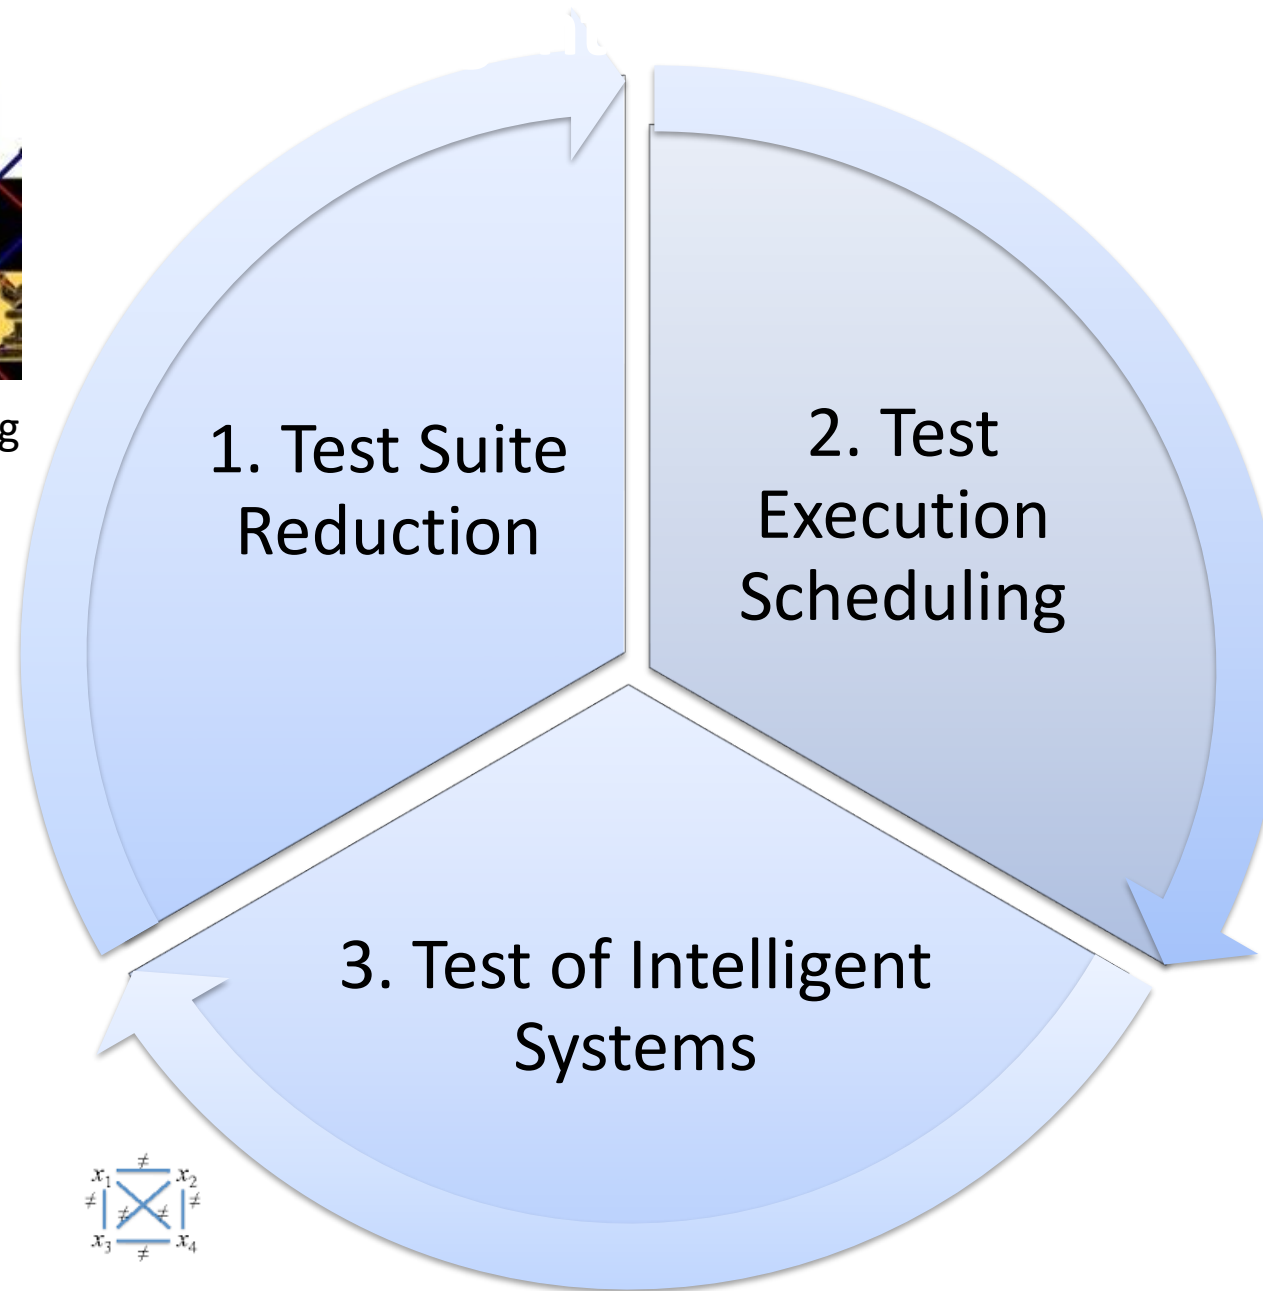 g
1. Test Suite
Reduction
2. Test
Execution
Scheduling
3. Test of Intelligent
Systems
≠
x₁ x₂
≠ ≠
≠ ≠
x₃ x₄
≠